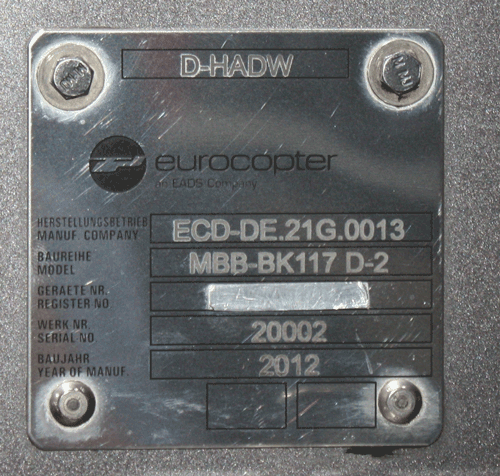 D-HADW
eurocopter
an EADS Company
HERSTELLUNGSBETRIEB
MANUF. COMPANY
ECD-DE.21G.0013
BAUREIHE
MODEL
MBB-BK117 D-2
GERAETE NR.
REGISTER NO.
WERK NR.
SERIAL NO.
20002
BAUJAHR
YEAR OF MANUF.
2012